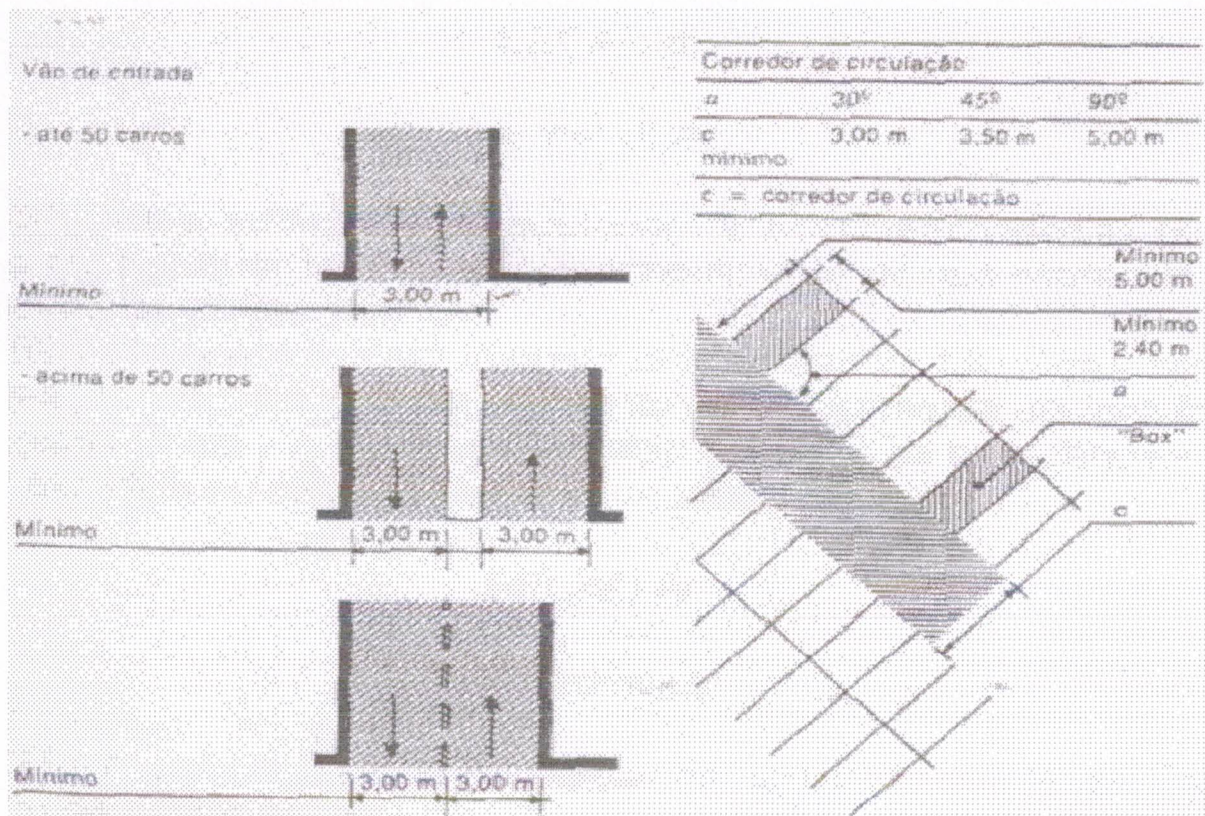 Vão de entrada
- até 50 carros
Mínimo
3,00 m
- acima de 50 carros
Mínimo
3,00 m 3,00 m
Mínimo
3,00 m 3,00 m
Corredor de circulação
a 30º 45º 90º
c 3,00 m 3,50 m 5,00 m
mínimo
c = corredor de circulação
Mínimo
5,00 m
Mínimo
2,40 m
a
"Box"
c